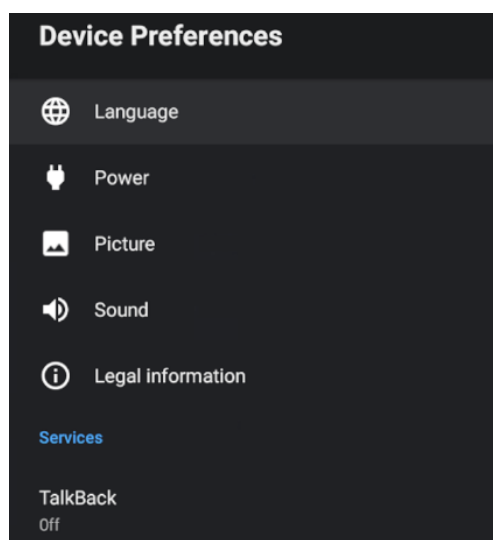 Device Preferences
Language
Power
Picture
Sound
Legal information
Services
TalkBack
Off